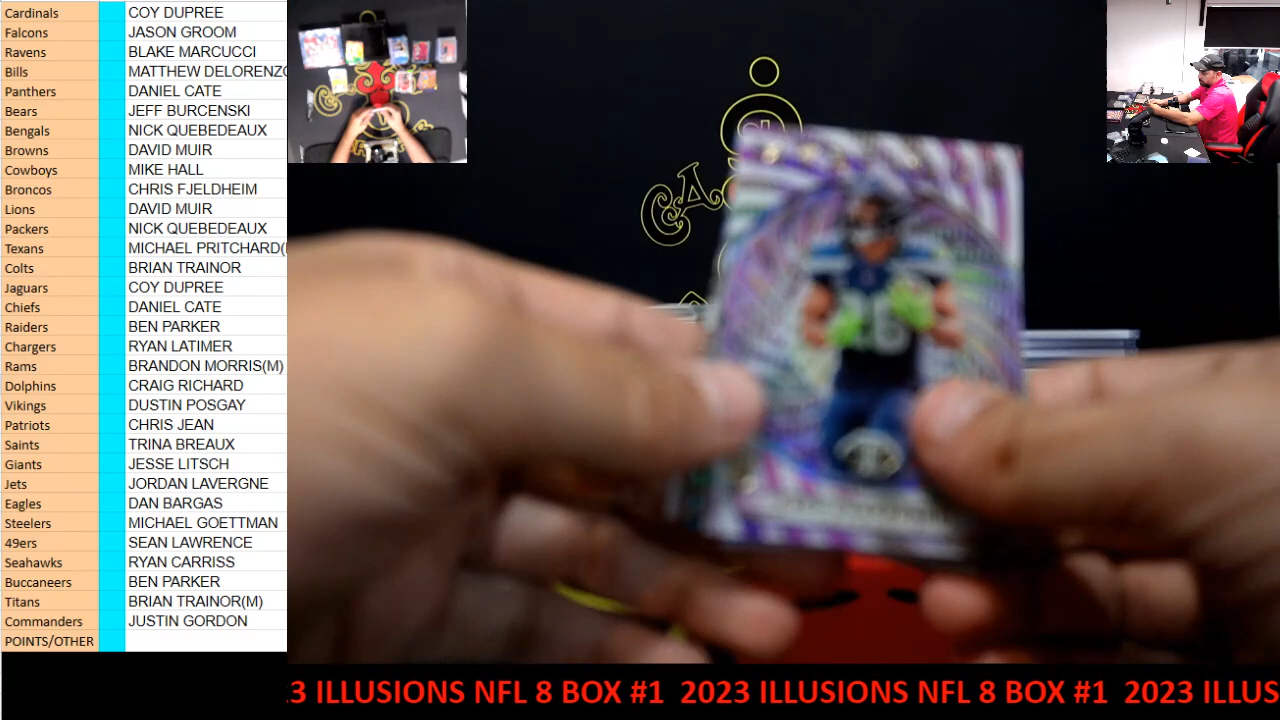 Cardinals COY DUPREE
Falcons JASON GROOM
Ravens BLAKE MARCUCCI
Bills MATTHEW DELORENZO
Panthers DANIEL CATE
Bears JEFF BURCENSKI
Bengals NICK QUEBEDEAUX
Browns DAVID MUIR
Cowboys MIKE HALL
Broncos CHRIS FJELDHEIM
Lions DAVID MUIR
Packers NICK QUEBEDEAUX
Texans MICHAEL PRITCHARD(
Colts BRIAN TRAINOR
Jaguars COY DUPREE
Chiefs DANIEL CATE
Raiders BEN PARKER
Chargers RYAN LATIMER
Rams BRANDON MORRIS(M)
Dolphins CRAIG RICHARD
Vikings DUSTIN POSGAY
Patriots CHRIS JEAN
Saints TRINA BREAUX
Giants JESSE LITSCH
Jets JORDAN LAVERGNE
Eagles DAN BARGAS
Steelers MICHAEL GOETTMAN
49ers SEAN LAWRENCE
Seahawks RYAN CARRISS
Buccaneers BEN PARKER
Titans BRIAN TRAINOR(M)
Commanders JUSTIN GORDON
POINTS/OTHER
3 ILLUSIONS NFL 8 BOX #1 2023 ILLUSIONS NFL 8 BOX #1 2023 ILLUS